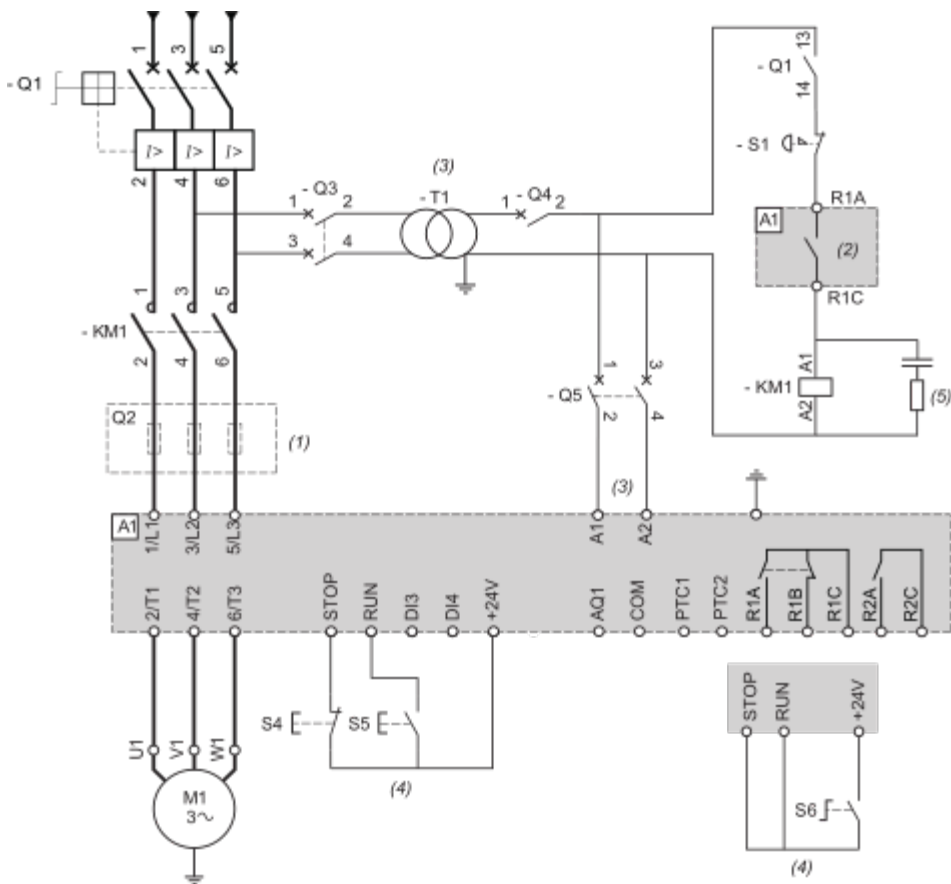 1 3 5
- Q1
I> I> I>
2 4 6
(3)
1 - Q3 2
- T1
1 - Q4 2
3 4
13
- Q1
14
- S1
R1A
A1
(2)
R1C
1 3 5
- KM1
2 4 6
1 3
- Q5
2 4
A1
- KM1
A2
(5)
Q2
(1)
(3)
A1
1/L1 3/L2 5/L3
A1 A2
2/T1 4/T2 6/T3
STOP RUN DI3 DI4 +24V
AQ1 COM PTC1 PTC2
R1A R1B R1C R2A R2C
S4 S5
(4)
STOP RUN +24V
S6
(4)
U1 V1 W1
M1
3~